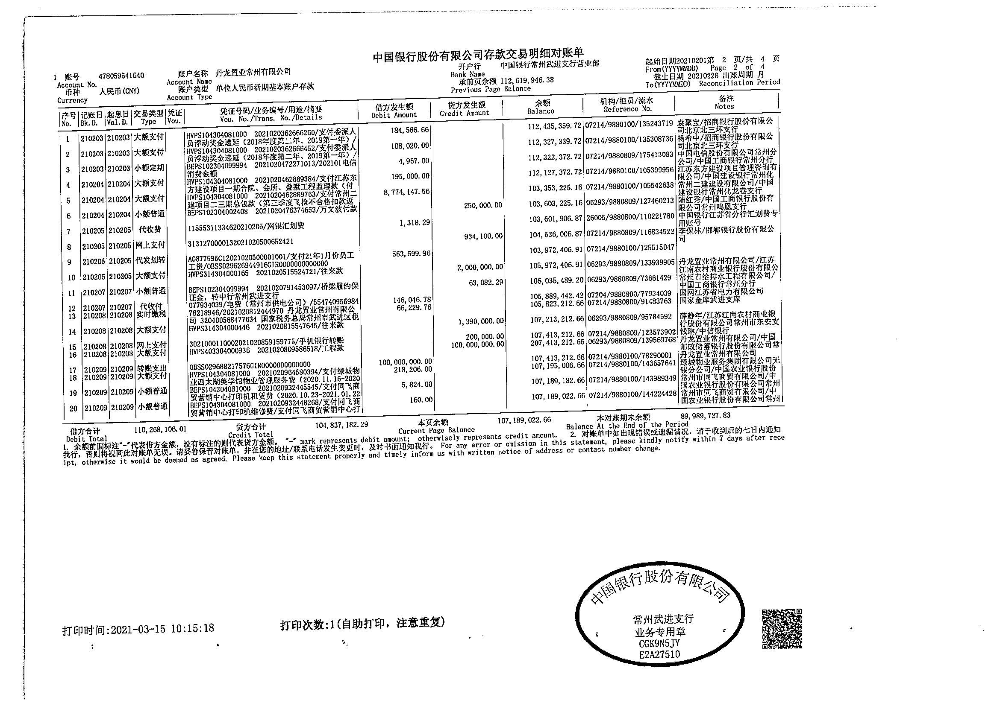 中国银行股份有限公司存款交易明细对账单
1 账号 478059541640 账户名称 丹龙置业常州有限公司 开户行 中国银行常州武进支行营业部 起始日期20210201第 2 页/共 4 页
Account No. Account Name Bank Name From(YYYYMMDD) Page 2 of 4
币种 人民币(CNY) 账户类型 单位人民币活期基本账户存款 承前页余额 112,619,946.38 截止日期 20210228 出账周期 月
Currency Account Type Previous Page Balance To(YYYYMMDD) Reconciliation Period
序号 记账日 起息日 交易类型 凭证 凭证号码/业务编号/用途/摘要 借方发生额 贷方发生额 余额 机构/柜员/流水 备注
No. Bk.D. Val.D. Type Vou. Vou. No./Trans. No./Details Debit Amount Credit Amount Balance Reference No. Notes
1 210203 210203 大额支付 HVPS104304081000 2021020362666260/支付委派人 184,586.66 112,435,359.72 07214/9880100/135243719 袁聚宝/招商银行股份有限公
员浮动奖金递延（2018年度第二年、2019第一年）/ 司北京北三环支行
2 210203 210203 大额支付 HVPS104304081000 2021020362666452/支付委派人 108,020.00 112,327,339.72 07214/9880100/135308736 杨希中/招商银行股份有限公
员浮动奖金递延（2018年度第二年、2019第一年）/ 司北京北三环支行
3 210203 210203 小额定期 BEPS102304099994 2021020472271013/202101电信 4,967.00 112,322,372.72 07214/9880809/175413083 中国电信股份有限公司常州分
消费金额 公司/中国工商银行常州分行
4 210204 210204 大额支付 HVPS104304081000 2021020462889384/支付江苏东 195,000.00 112,127,372.72 07214/9880100/105399956 江苏东方建设项目管理咨询有
方建设项目一期合院、会所、叠墅工程监理款（付 限公司/中国建设银行常州化
5 210204 210204 大额支付 HVPS104304081000 2021020462889763/支付常州二 8,774,147.56 103,353,225.16 07214/9880100/105542638 常州二建建设有限公司/中国
建项目二三期总包款（第三季度飞检不合格扣款返 建设银行常州化龙巷支行
6 210204 210204 小额普通 BEPS102304002408 2021020476374653/万文波付款 250,000.00 103,603,225.16 06293/9880809/127460213 陆红秀/中国工商银行股份有
限公司常州鸣凰支行
7 210205 210205 代收费 11555311334620210205/网银汇划费 1,318.29 103,601,906.87 26005/9880800/110221780 中国银行江苏省分行汇划费专
用账号
8 210205 210205 网上支付 3131270000132021020500652421 934,100.00 104,536,006.87 07214/9880809/116834522 李保林/邯郸银行股份有限公
司
9 210205 210205 代发划转 A0877595C12021020500001001/支付21年1月份员工 563,599.96 103,972,406.91 07214/9880100/125515047
工资/OBSS029626944916GIR0000000000000
10 210205 210205 大额支付 HVPS314304000165 2021020515524721/往来款 2,000,000.00 105,972,406.91 06293/9880809/133939905 丹龙置业常州有限公司/江苏
江南农村商业银行股份有限公
11 210207 210207 小额普通 BEPS102304099994 2021020791453097/桥梁履约保 63,082.29 106,035,489.20 06293/9880809/73661429 常州市给排水工程有限公司/
证金，转中行常州武进支行 中国工商银行常州分行
12 210207 210207 代收付 077934039/电费（常州市供电公司）/554740955984 146,046.78 105,889,442.42 07204/9880800/77934039 国网江苏省电力有限公司
13 210208 210208 实时缴税 78218946/2021020812444970 丹龙置业常州有限公 66,229.76 105,823,212.66 07214/9880800/91483763 国家金库武进支库
司 320400588477634 国家税务总局常州市武进区税
14 210208 210208 大额支付 HVPS314304000446 2021020815547645/往来款 1,390,000.00 107,213,212.66 06293/9880809/95784592 薛静年/江苏江南农村商业银
行股份有限公司常州市东安支
15 210208 210208 网上支付 3021000110002021020859159775/手机银行转账 200,000.00 107,413,212.66 07214/9880809/123573902 钱琳/中信银行
16 210208 210208 大额支付 HVPS403304000936 2021020809586518/工程款 100,000,000.00 207,413,212.66 06293/9880809/139569768 丹龙置业常州有限公司/中国
邮政储蓄银行股份有限公司常
17 210209 210209 转账支出 OBSS029688217576GIR0000000000000 100,000,000.00 107,413,212.66 07214/9880100/78290001 丹龙置业常州有限公司
18 210209 210209 大额支付 HVPS104304081000 2021020964580394/支付绿城物 218,206.00 107,195,006.66 07214/9880100/143657641 绿城物业服务集团有限公司无
业西太湖美学馆物业管理服务费（2020.11.16-2020 锡分公司/中国农业银行股份
19 210209 210209 小额普通 BEPS104304081000 2021020932445545/支付同飞商 5,824.00 107,189,182.66 07214/9880100/143989349 常州市同飞商贸有限公司/中
贸营销中心打印机租赁费（2020.10.23-2021.01.22 国农业银行股份有限公司常州
20 210209 210209 小额普通 BEPS104304081000 2021020932448268/支付同飞商 160.00 107,189,022.66 07214/9880100/144224428 常州市同飞商贸有限公司/中
贸营销中心打印机维修费/支付同飞商贸营销中心打 国农业银行股份有限公司常州
借方合计 110,268,106.01 贷方合计 104,837,182.29 本页余额 107,189,022.66 本对账期末余额 89,989,727.83
Debit Total Credit Total Current Page Balance Balance At the End of the Period
1. 余额前面标注"-"代表借方金额，没有标注的则代表贷方金额。 "-" mark represents debit amount; otherwisely represents credit amount. 2. 对账单中如出现错误或遗漏情况，请于收到后的七日内通知
我行，否则将视同此对账单无误。请妥善保管对账单，并在您的地址/联系电话发生变更时，及时书面通知我行。 For any error or omission in this statement, please kindly notify within 7 days after rece
ipt, otherwise it would be deemed as agreed. Please keep this statement properly and timely inform us with written notice of address or contact number change.
中国银行股份有限公司
常州武进支行
业务专用章
CGK9N5JY
E2A27510
打印时间:2021-03-15 10:15:18 打印次数:1(自助打印，注意重复)